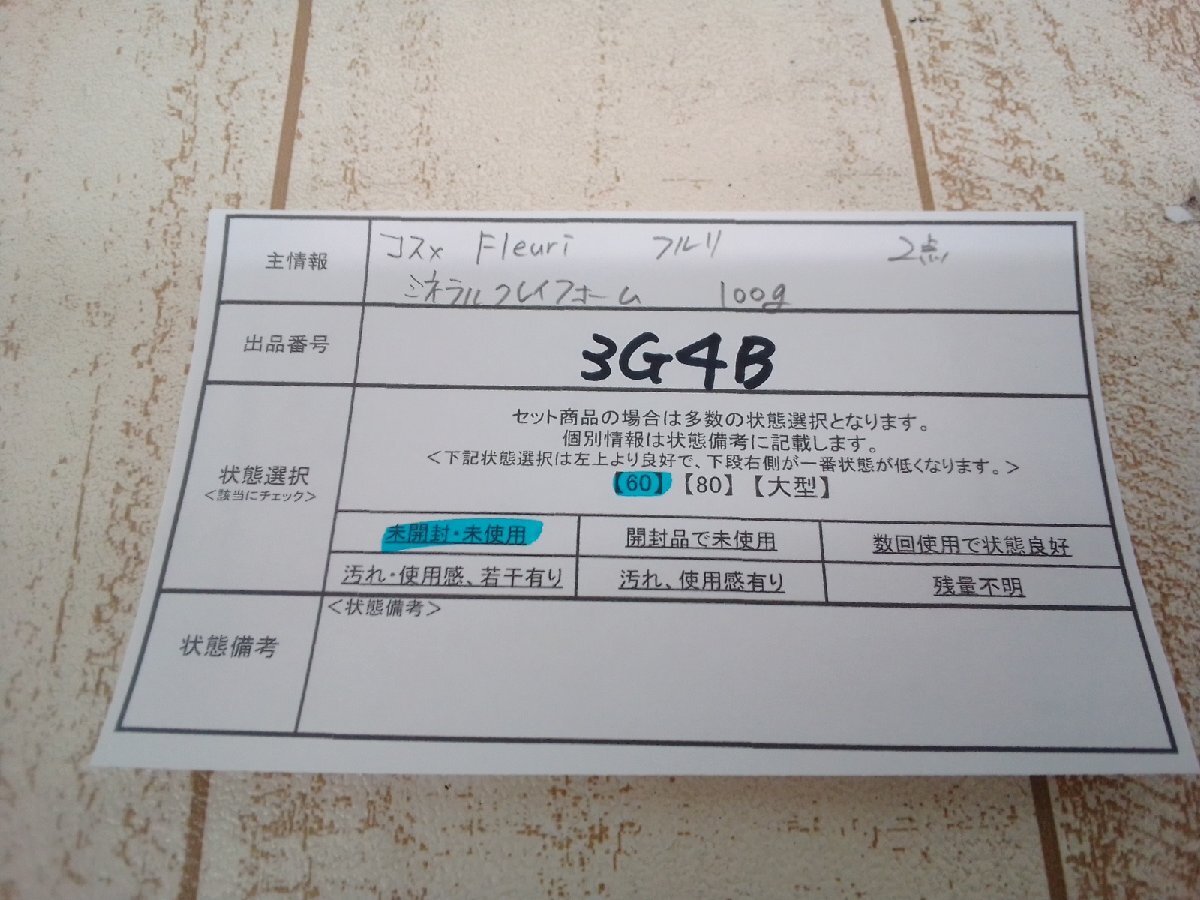 主情報
コスメ Fleuri フルリ 2点
ミネラルクレイフォーム 100g
出品番号
3G4B
状態選択
<該当にチェック>
セット商品の場合は多数の状態選択となります。
個別情報は状態備考に記載します。
<下記状態選択は左上より良好で、下段右側が一番状態が低くなります。>
【60】【80】【大型】
未開封・未使用 開封品で未使用 数回使用で状態良好
汚れ・使用感、若干有り 汚れ、使用感有り 残量不明
状態備考
<状態備考>